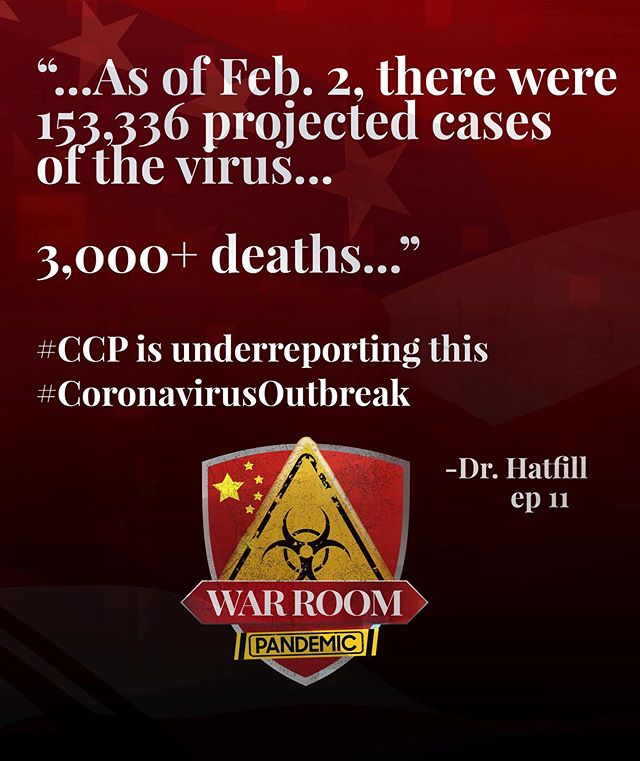 “...As of Feb. 2, there were
153,336 projected cases
of the virus...
3,000+ deaths...”
#CCP is underreporting this
#CoronavirusOutbreak
-Dr. Hatfill
ep 11
WAR ROOM
PANDEMIC